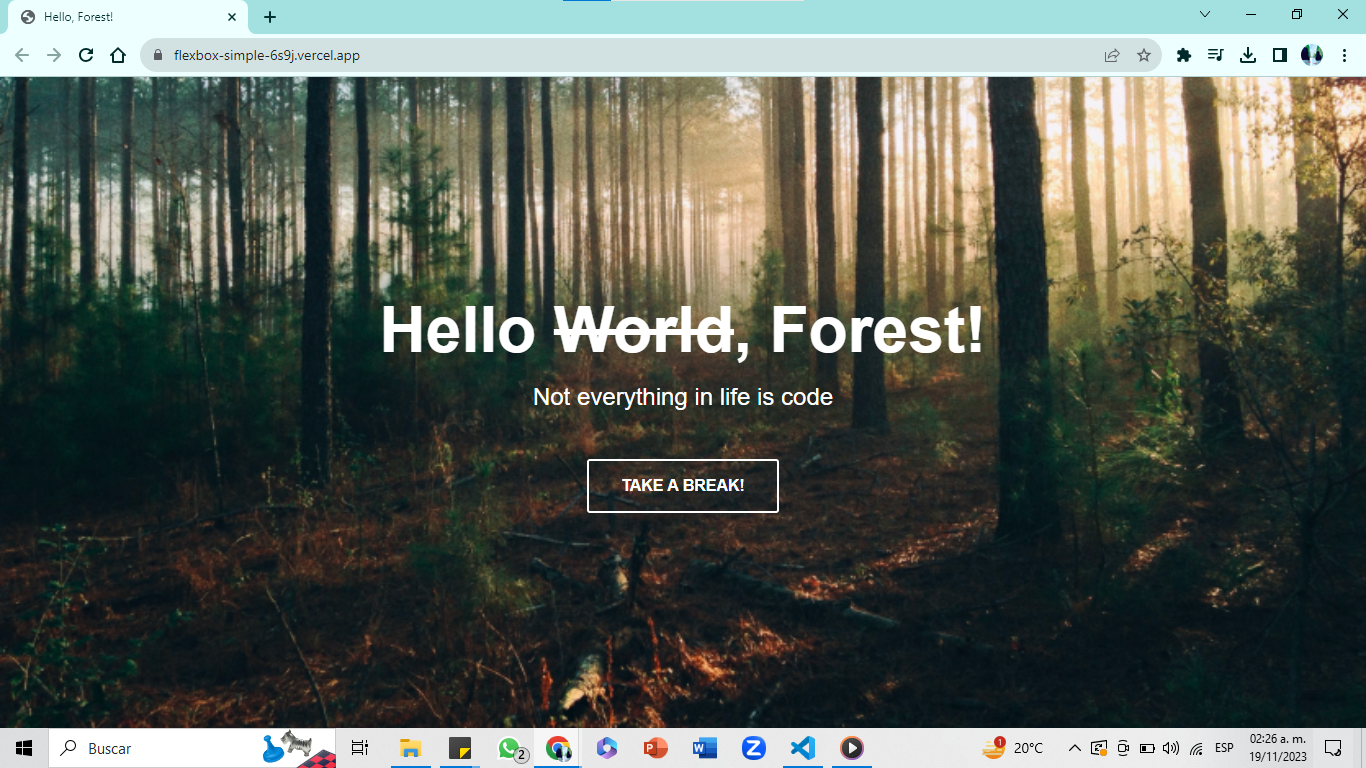 Hello, Forest!
flexbox-simple-6s9j.vercel.app
Hello World, Forest!
Not everything in life is code
TAKE A BREAK!
Buscar
2
P
W
Z
1
20°C
ESP
02:26 a. m.
19/11/2023